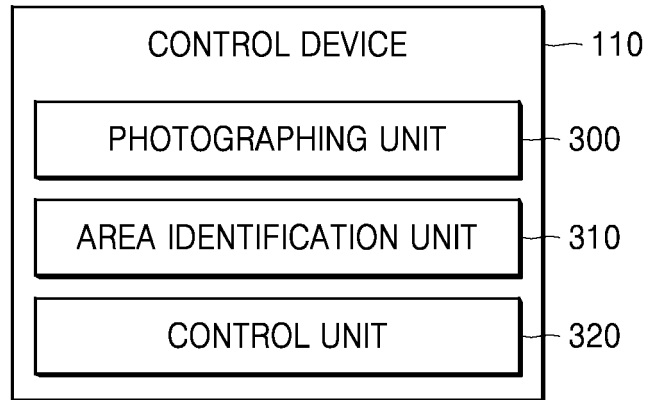 CONTROL DEVICE 110
PHOTOGRAPHING UNIT 300
AREA IDENTIFICATION UNIT 310
CONTROL UNIT 320